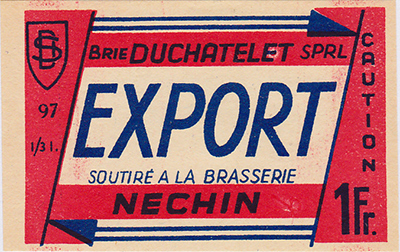 BD
BRIE DUCHATELET SPRL
97
1/3 l.
EXPORT
SOUTIRÉ A LA BRASSERIE
NECHIN
CAUTION
1Fr.